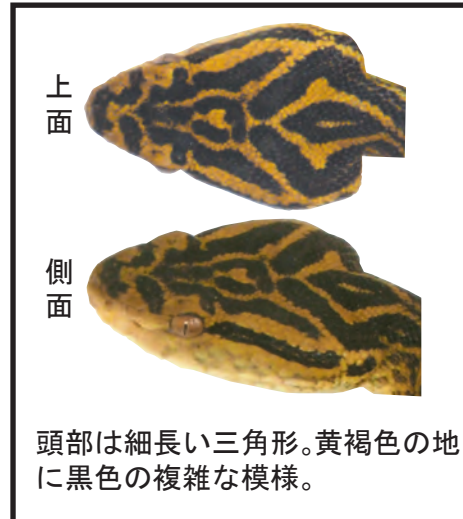 上面
側面
頭部は細長い三角形。黄褐色の地
に黒色の複雑な模様。